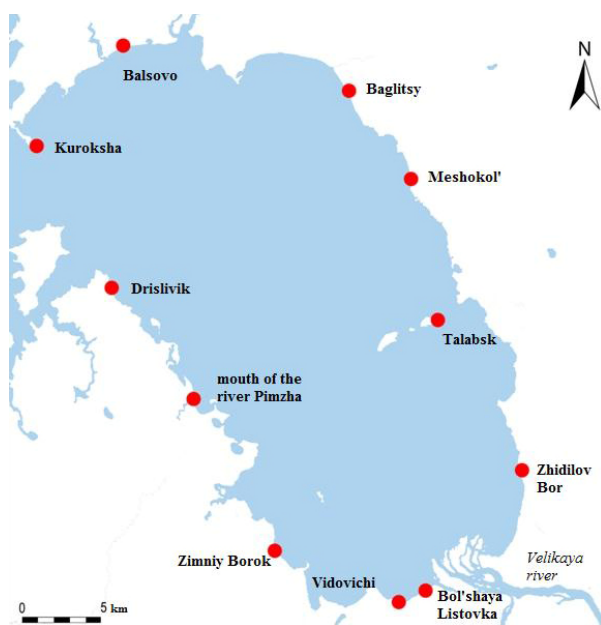 N
Balsovo
Baglitsy
Kuroksha
Meshokol'
Drislivik
Talabsk
mouth of the
river Pimzha
Zhidilov
Bor
Zimniy Borok
Velikaya
river
Vidovichi
Bol'shaya
Listovka
0 5 km